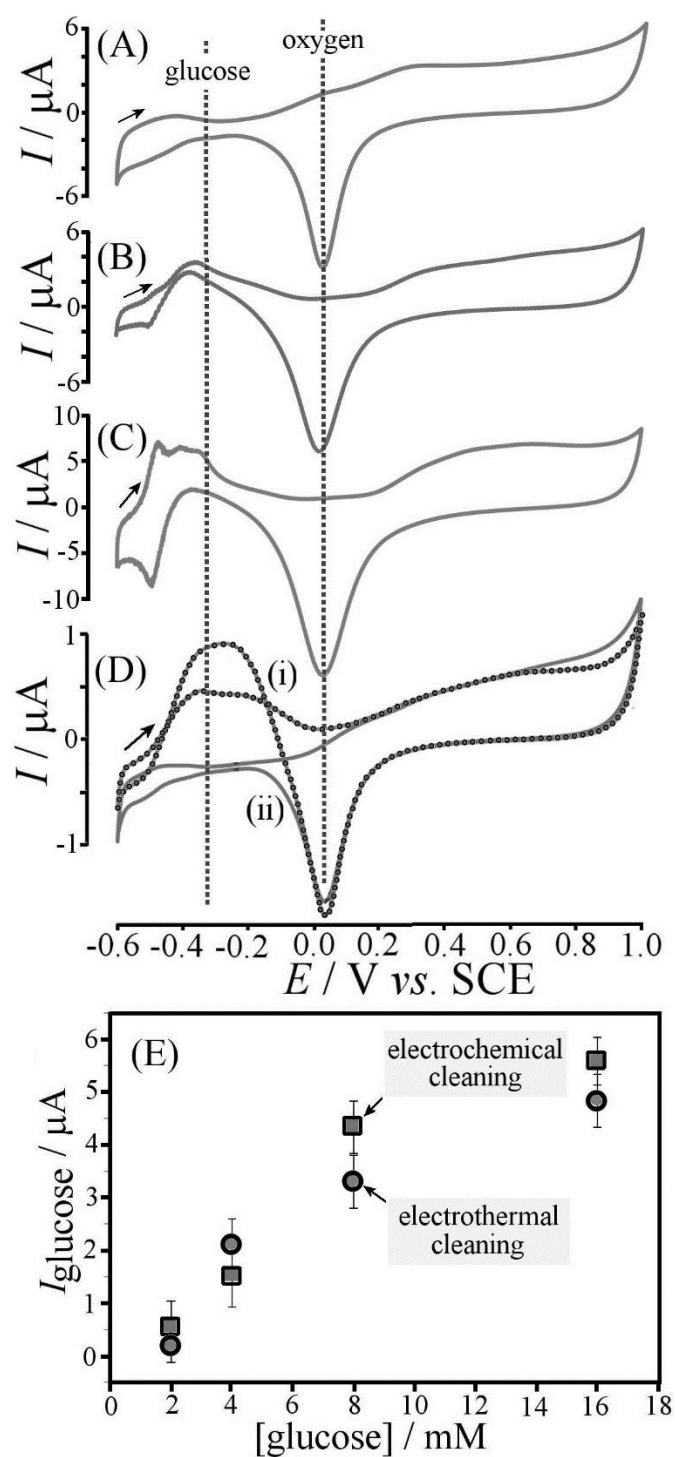 (A)
6
0
-6
I / μA
glucose
oxygen
(B)
6
0
-6
I / μA
(C)
10
5
0
-5
-10
I / μA
(D)
1
0
-1
I / μA
(i)
(ii)
-0.6 -0.4 -0.2 0.0 0.2 0.4 0.6 0.8 1.0
E / V vs. SCE
(E)
6
5
4
3
2
1
0
Iglucose / μA
electrochemical
cleaning
electrothermal
cleaning
0 2 4 6 8 10 12 14 16 18
[glucose] / mM